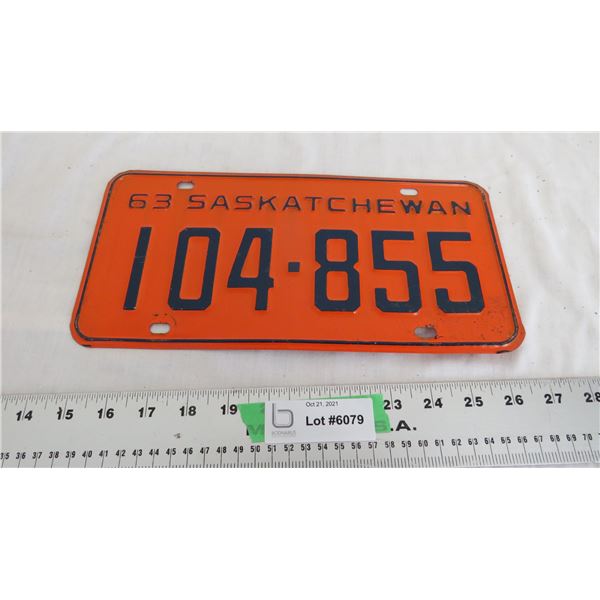 63 SASKATCHEWAN
104-855
14 15 16 17 18 19 23 24 25 26 27 28
Oct 21, 2021
Lot #6079
M S.A.